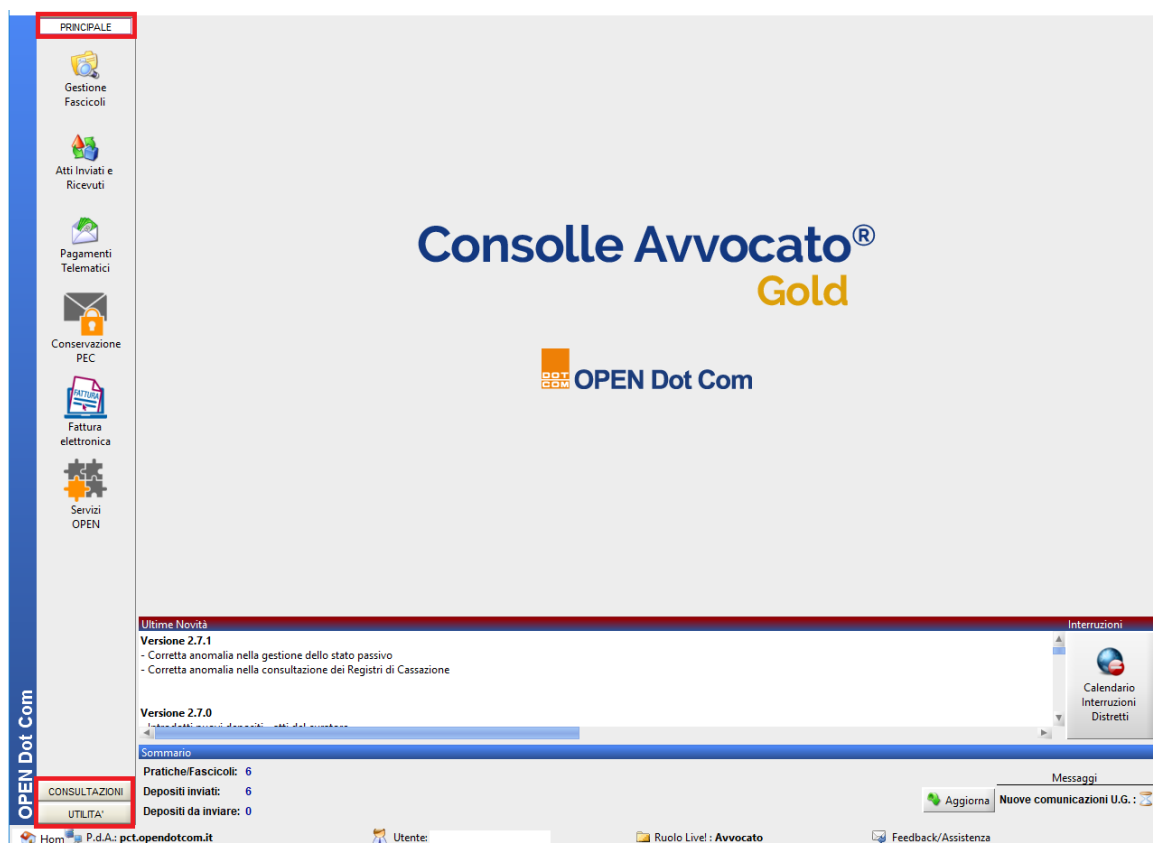 PRINCIPALE
Gestione
Fascicoli
Atti Inviati e
Ricevuti
Pagamenti
Telematici
Conservazione
PEC
FATTURA
Fattura
elettronica
Servizi
OPEN
CONSULTAZIONI
UTILITA'
OPEN Dot Com
Consolle Avvocato®
Gold
DOT
COM
OPEN Dot Com
Ultime Novità
Interruzioni
Versione 2.7.1
- Corretta anomalia nella gestione dello stato passivo
- Corretta anomalia nella consultazione dei Registri di Cassazione
Versione 2.7.0
Calendario
Interruzioni
Distretti
Sommario
Pratiche/Fascicoli: 6
Depositi inviati: 6
Depositi da inviare: 0
Messaggi
Aggiorna
Nuove comunicazioni U.G. :
Hom
P.d.A.: pct.opendotcom.it
Utente:
Ruolo Live! : Avvocato
Feedback/Assistenza